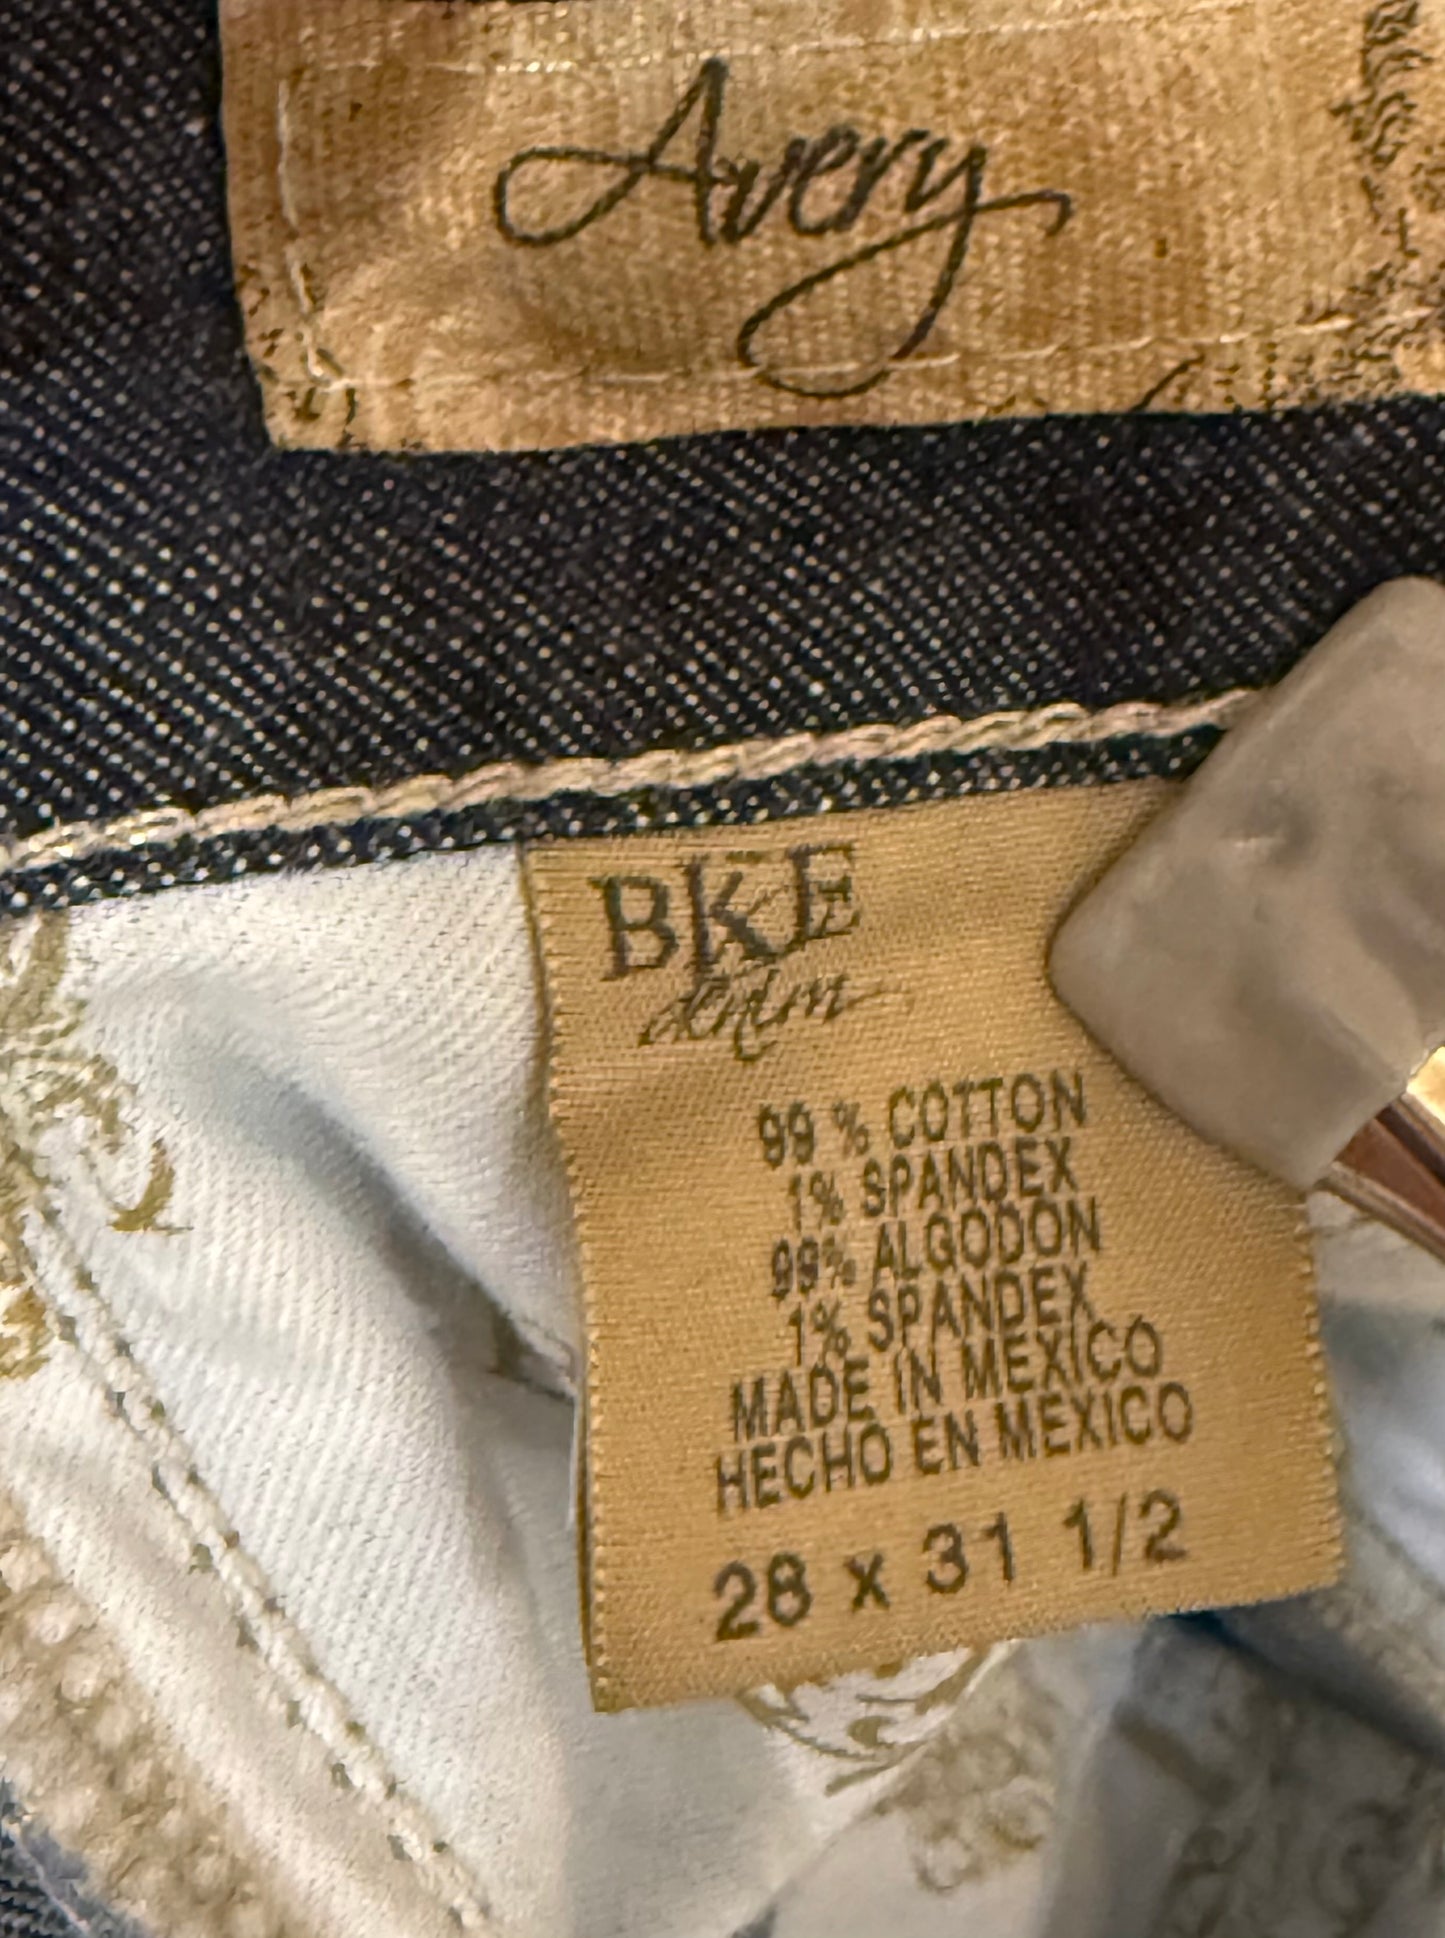 Avery
BKE
denim
99 % COTTON
1% SPANDEX
99% ALGODON
1% SPANDEX
MADE IN MEXICO
HECHO EN MEXICO
28 x 31 1/2